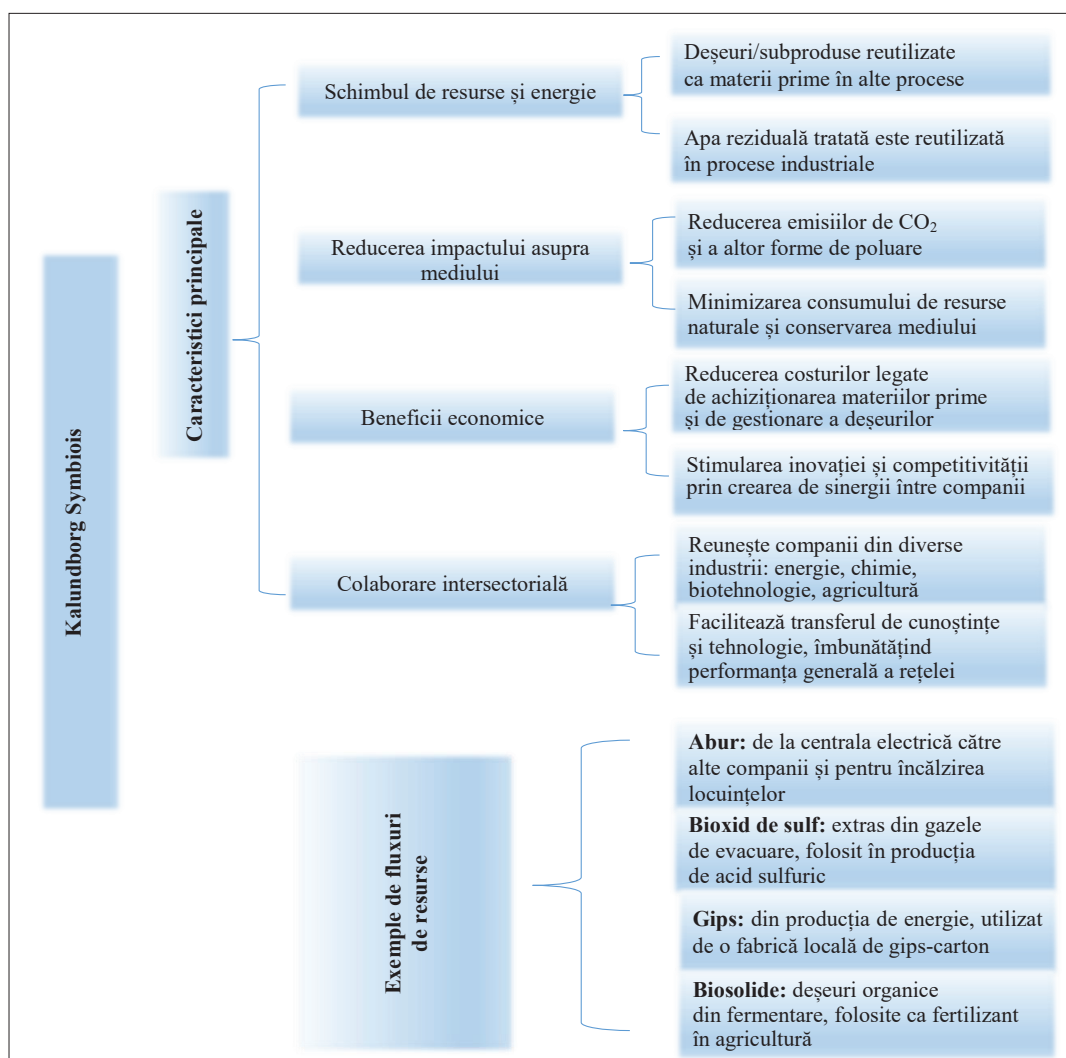 Kalundborg Symbiois
Caracteristici principale
Schimbul de resurse și energie
Deșeuri/subproduse reutilizate
ca materii prime în alte procese
Apa reziduală tratată este reutilizată
în procese industriale
Reducerea impactului asupra
mediului
Reducerea emisiilor de CO₂
și a altor forme de poluare
Minimizarea consumului de resurse
naturale și conservarea mediului
Beneficii economice
Reducerea costurilor legate
de achiziționarea materiilor prime
și de gestionare a deșeurilor
Stimularea inovației și competitivității
prin crearea de sinergii între companii
Colaborare intersectorială
Reunește companii din diverse
industrii: energie, chimie,
biotehnologie, agricultură
Facilitează transferul de cunoștințe
și tehnologie, îmbunătățind
performanța generală a rețelei
Exemple de fluxuri
de resurse
Abur: de la centrala electrică către
alte companii și pentru încălzirea
locuințelor
Bioxid de sulf: extras din gazele
de evacuare, folosit în producția
de acid sulfuric
Gips: din producția de energie, utilizat
de o fabrică locală de gips-carton
Biosolide: deșeuri organice
din fermentare, folosite ca fertilizant
în agricultură